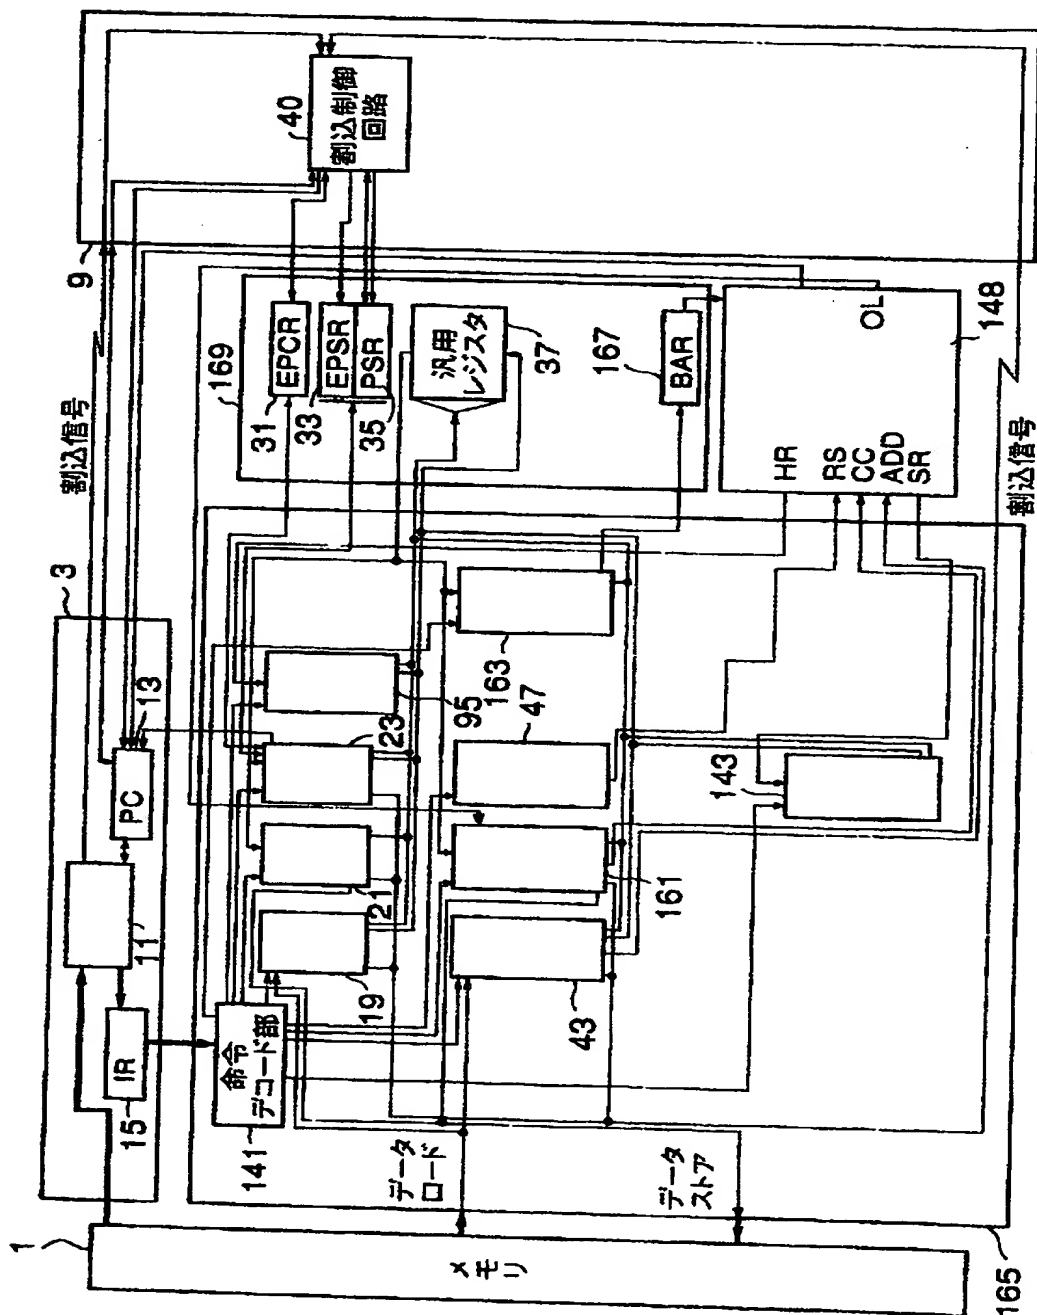 1
メモリ
データ
ロード
データ
ストア
165
3
15
IR
11
PC
13
割込信号
9
141
命令
デコード部
19
21
23
95
43
161
47
163
143
169
31
EPCR
33
EPSR
35
PSR
汎用
レジスタ
37
167
BAR
40
割込制御
回路
HR
RS
CC
ADD
SR
OL
148
割込信号